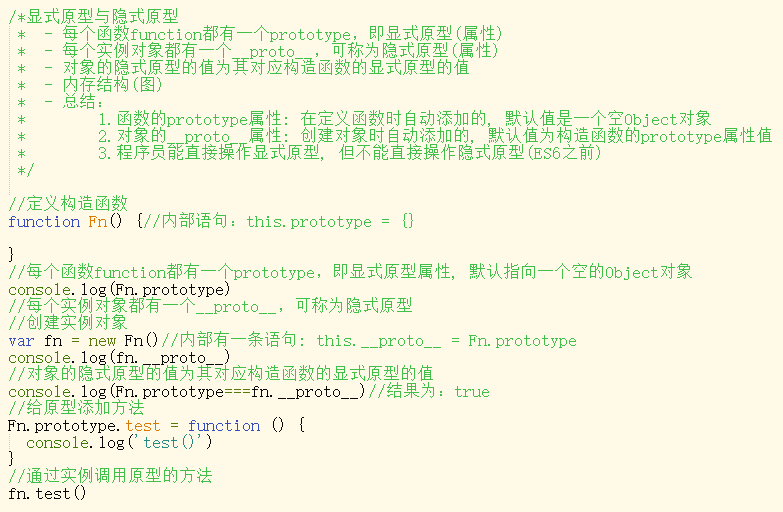 /*显式原型与隐式原型
 *  - 每个函数function都有一个prototype，即显式原型(属性)
 *  - 每个实例对象都有一个__proto__，可称为隐式原型(属性)
 *  - 对象的隐式原型的值为其对应构造函数的显式原型的值
 *  - 内存结构(图)
 *  - 总结：
 *      1.函数的prototype属性: 在定义函数时自动添加的, 默认值是一个空Object对象
 *      2.对象的__proto__属性: 创建对象时自动添加的, 默认值为构造函数的prototype属性值
 *      3.程序员能直接操作显式原型, 但不能直接操作隐式原型(ES6之前)
 */
//定义构造函数
function Fn() {//内部语句：this.prototype = {}
}
//每个函数function都有一个prototype，即显式原型属性, 默认指向一个空的Object对象
console.log(Fn.prototype)
//每个实例对象都有一个__proto__，可称为隐式原型
//创建实例对象
var fn = new Fn()//内部有一条语句: this.__proto__ = Fn.prototype
console.log(fn.__proto__)
//对象的隐式原型的值为其对应构造函数的显式原型的值
console.log(Fn.prototype===fn.__proto__)//结果为：true
//给原型添加方法
Fn.prototype.test = function () {
  console.log('test()')
}
//通过实例调用原型的方法
fn.test()